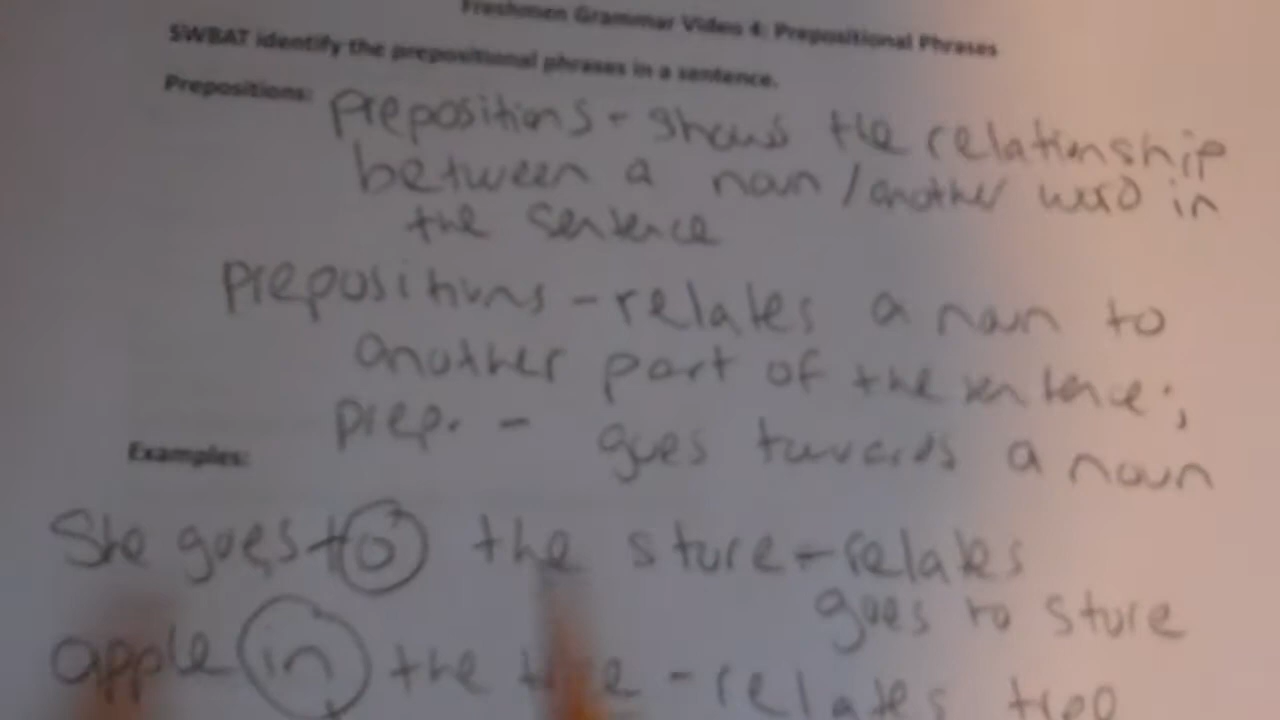 Freshmen Grammar Video 4: Prepositional Phrases
SWBAT identify the prepositional phrases in a sentence.
Prepositions: prepositions - shows the relationship
between a noun / another word in
the sentence
prepositions - relates a noun to
another part of the sentence;
prep. - goes towards a noun
Examples:
She goes to the store - relates
goes to store
apple in the - relates tree